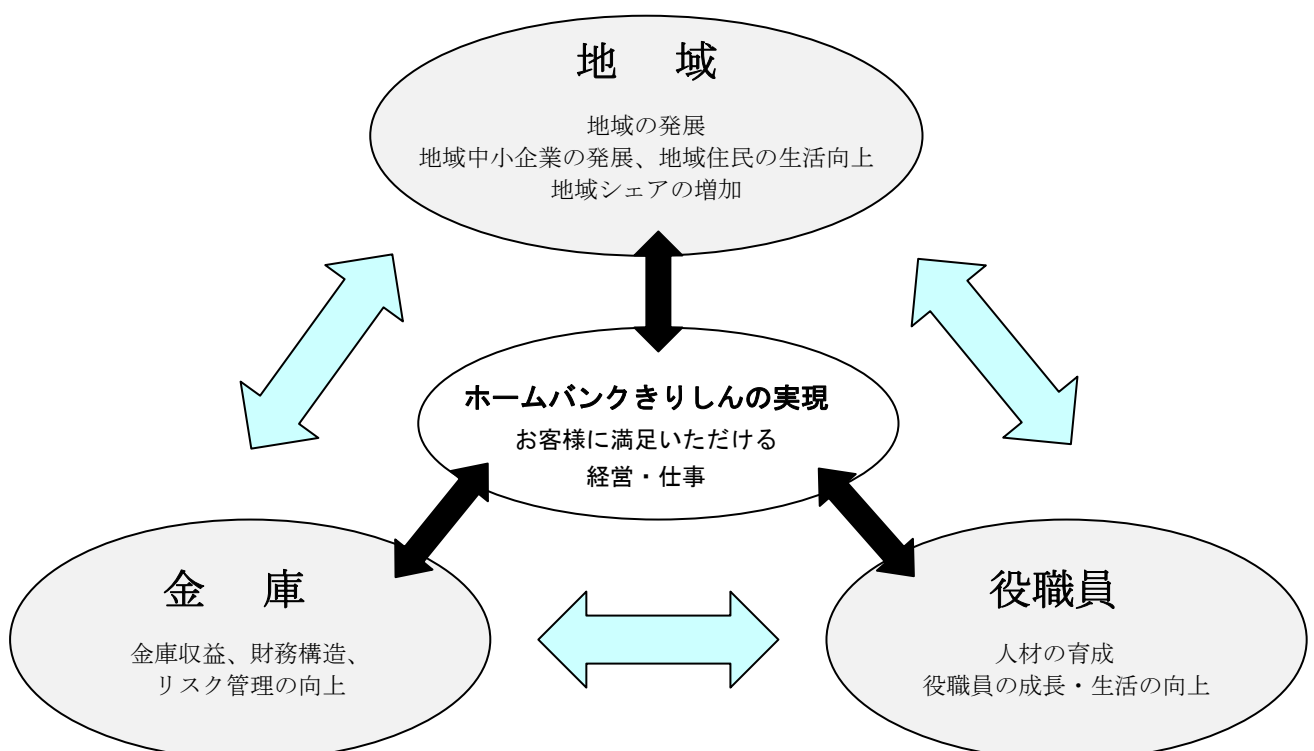 地　域
地域の発展
地域中小企業の発展、地域住民の生活向上
地域シェアの増加
ホームバンクきりしんの実現
お客様に満足いただける
経営・仕事
金　庫
金庫収益、財務構造、
リスク管理の向上
役職員
人材の育成
役職員の成長・生活の向上